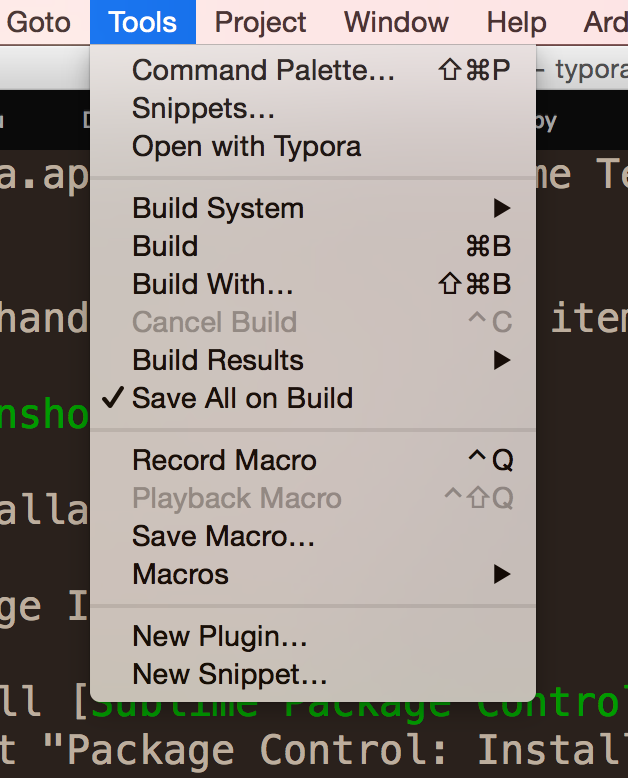 Goto Tools Project Window Help Ard
Command Palette… ⇧⌘P – typora
Snippets…
by
Open with Typora
a.ap me Te
Build System ▶
Build ⌘B
Build With… ⇧⌘B
hand item
Cancel Build ^C
Build Results ▶
✓ Save All on Build
nsho
Record Macro ^Q
Playback Macro ^⇧Q
alla
Save Macro…
Macros ▶
ge I
New Plugin…
New Snippet…
ll [Sublime Package Control
t "Package Control: Install